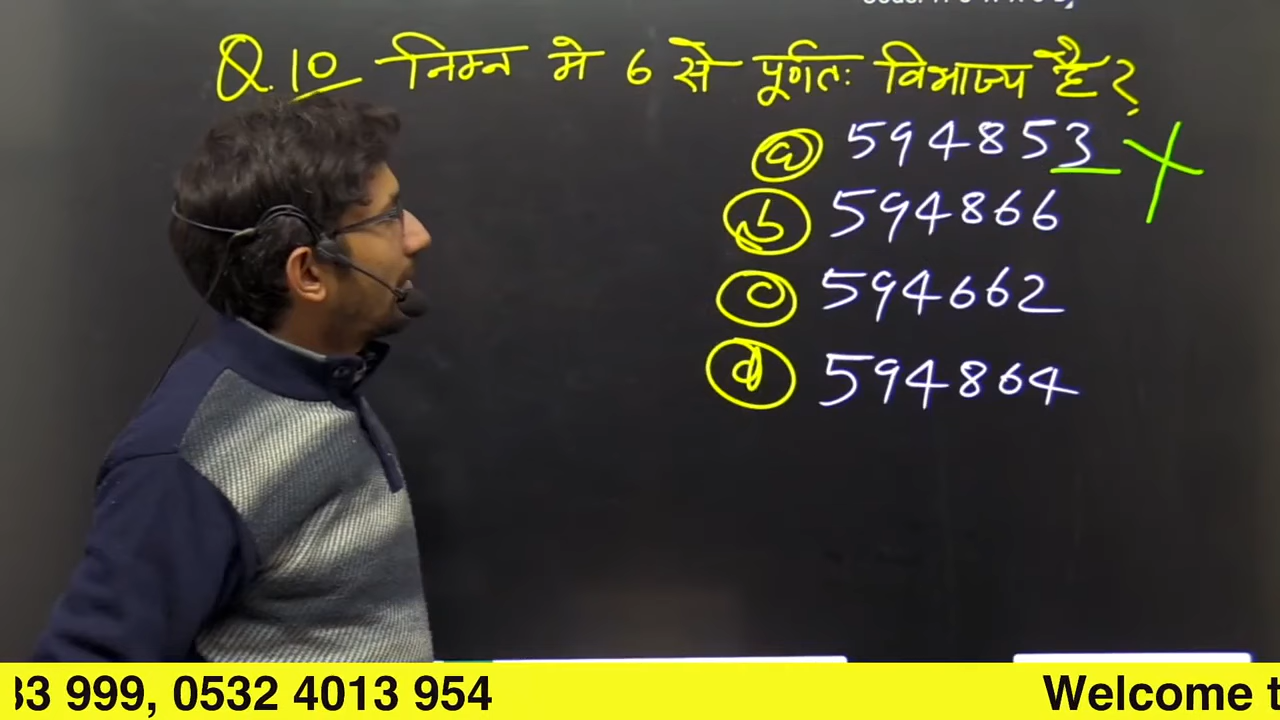 Q.10 निम्न मे 6 से पूर्णतः विभाज्य है?
a 594853
b 594866
c 594662
d 594864
33 999, 0532 4013 954 Welcome t